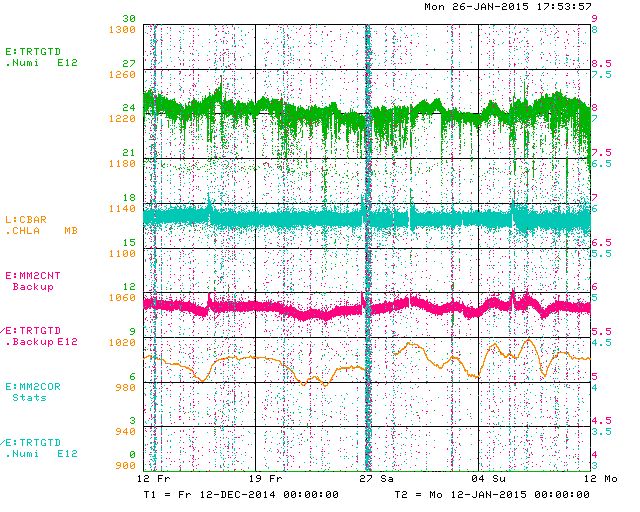 Mon 26-JAN-2015 17:53:57
30 9
1300 8
E:TRTGTD
.Numi E12
27 8.5
1260 7.5
24 8
1220 7
21 7.5
1180 6.5
18 7
1140 6
L:CBAR
.CHLA MB
15 6.5
1100
E:MM2CNT
Backup
12 6
1060 5
/E:TRTGTD
.Backup E12
9 5.5
1020 4.5
E:MM2COR
Stats
6 5
980 4
3 4.5
940 3.5
/E:TRTGTD
.Numi E12
0 4
900 3
12 Fr 19 Fr 27 Sa 04 Su 12 Mo
T1 = Fr 12-DEC-2014 00:00:00 T2 = Mo 12-JAN-2015 00:00:00